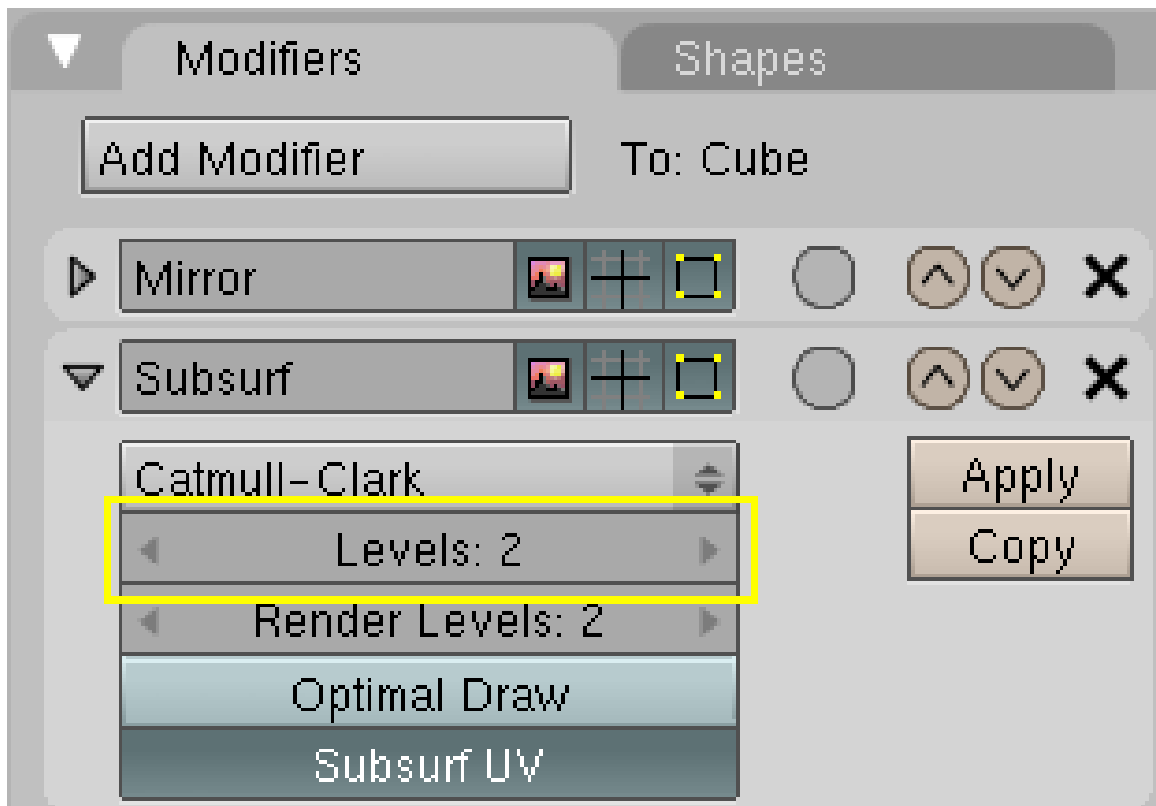 Modifiers Shapes
Add Modifier To: Cube
Mirror
Subsurf
Catmull-Clark Apply
Levels: 2 Copy
Render Levels: 2
Optimal Draw
Subsurf UV